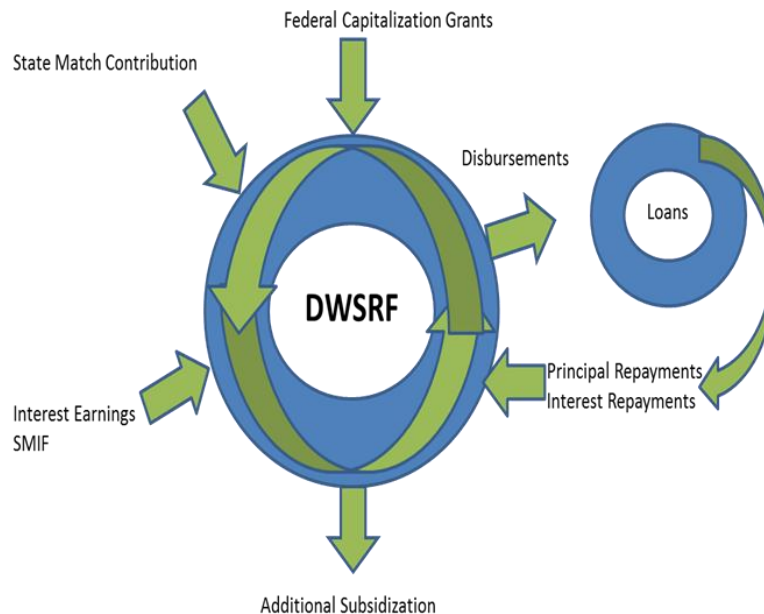 Federal Capitalization Grants
State Match Contribution
Disbursements
Loans
DWSRF
Principal Repayments
Interest Repayments
Interest Earnings
SMIF
Additional Subsidization